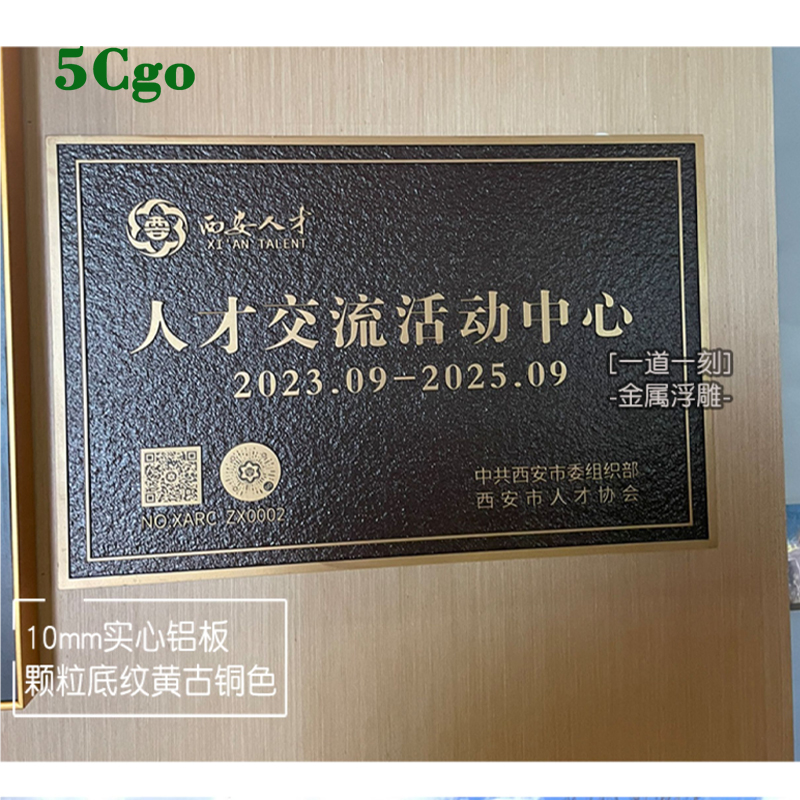 5Cgo
西安人才
XI'AN TALENT
人才交流活动中心
2023.09-2025.09
[一道一刻]
-金属浮雕-
中共西安市委组织部
西安市人才协会
NO.XARC ZX0002
10mm实心铝板
颗粒底纹黄古铜色